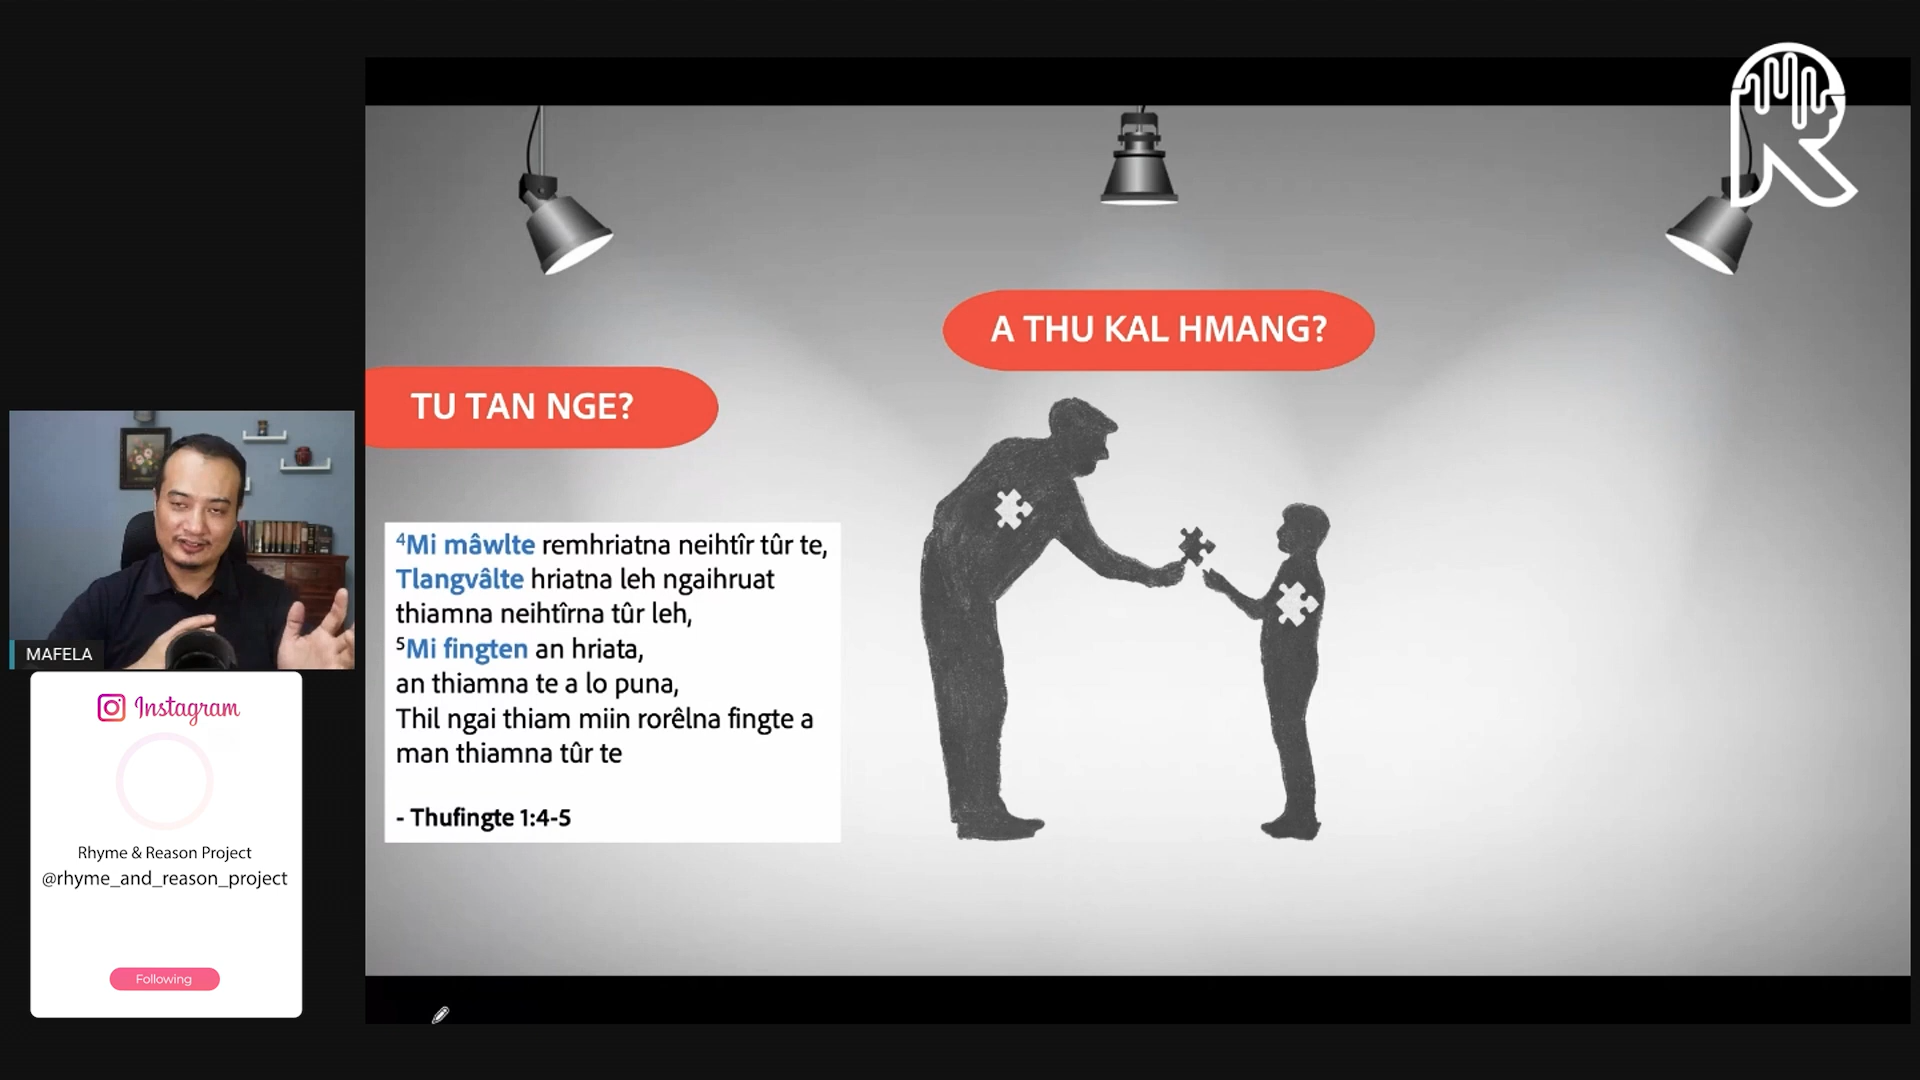 A THU KAL HMANG?
TU TAN NGE?
⁴Mi mâwlte remhriatna neihtîr tûr te,
Tlangvâlte hriatna leh ngaihruat
thiamna neihtîrna tûr leh,
⁵Mi fingten an hriata,
an thiamna te a lo puna,
Thil ngai thiam miin rorêlna fingte a
man thiamna tûr te
- Thufingte 1:4-5
MAFELA
Instagram
Rhyme & Reason Project
@rhyme_and_reason_project
Following